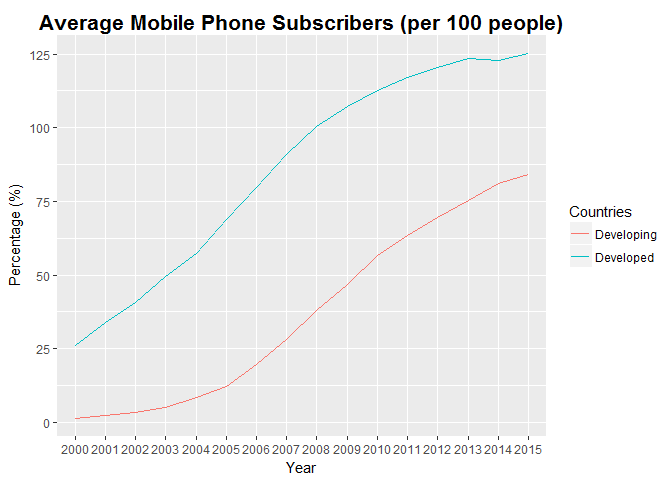 Average Mobile Phone Subscribers (per 100 people)
125
100
75
50
25
0
Percentage (%)
2000 2001 2002 2003 2004 2005 2006 2007 2008 2009 2010 2011 2012 2013 2014 2015
Year
Countries
Developing
Developed